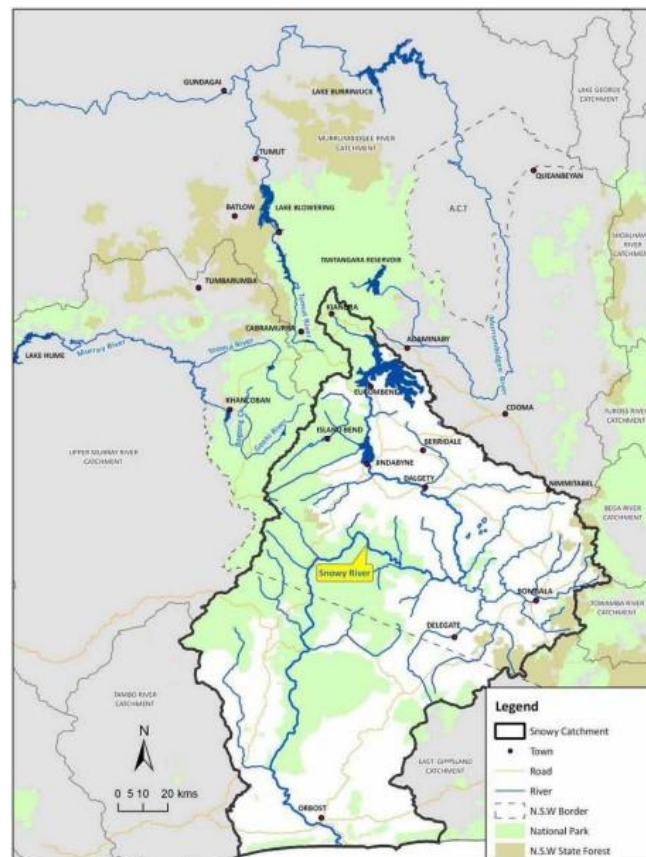 GUNDAGAI
LAKE BURRINJUCK
LAKE GEORGE
CATCHMENT
MURRUMBIDGEE RIVER
CATCHMENT
TUMUT
QUEANBEYAN
A.C.T
BATLOW
LAKE BLOWERING
SHOALHAVEN
RIVER
CATCHMENT
TANTANGARA RESERVOIR
TUMBARUMBA
KIANDRA
Tumut River
CABRAMURRA
ADAMINABY
Murrumbidgee River
LAKE HUME
Murray River
EUCUMBENE
KHANCOBAN
COOMA
TUROSS RIVER
CATCHMENT
Geehi River
ISLAND BEND
BERRIDALE
UPPER MURRAY RIVER
CATCHMENT
JINDABYNE
DALGETY
NIMMITABEL
BEGA RIVER
CATCHMENT
Snowy River
BOMBALA
TOWAMBA RIVER
CATCHMENT
DELEGATE
TAMBO RIVER
CATCHMENT
N
0 5 10 20 kms
EAST GIPPSLAND
CATCHMENT
ORBOST
Legend
Snowy Catchment
Town
Road
River
N.S.W Border
National Park
N.S.W State Forest